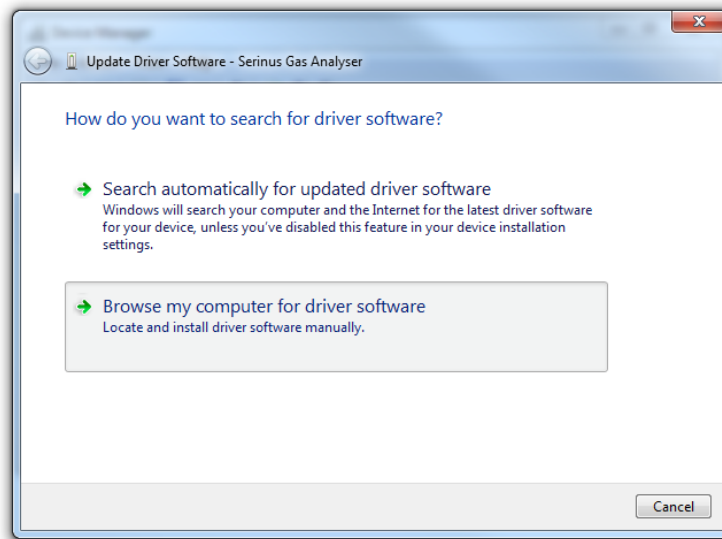 Device Manager
Update Driver Software - Serinus Gas Analyser
How do you want to search for driver software?
Search automatically for updated driver software
Windows will search your computer and the Internet for the latest driver software
for your device, unless you've disabled this feature in your device installation
settings.
Browse my computer for driver software
Locate and install driver software manually.
Cancel